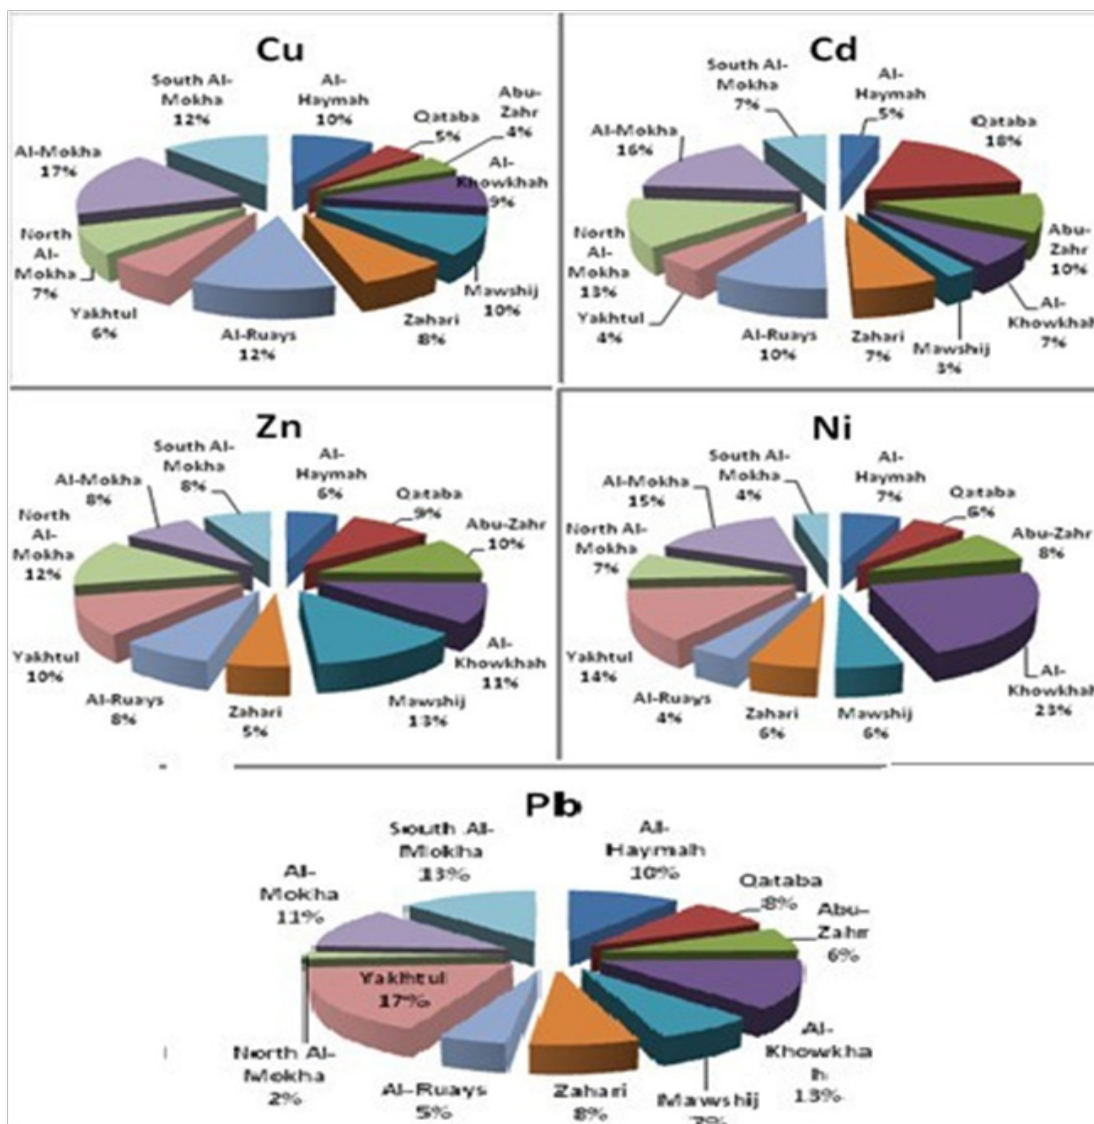 Cu
South Al-
Mokha
12%
Al-
Haymah
10%
Qataba
5%
Abu-
Zahr
4%
Al-
Khowkhah
9%
Mawshij
10%
Zahari
8%
Al-Ruays
12%
Yakhtul
6%
North
Al-
Mokha
7%
Al-Mokha
17%
Cd
South Al-
Mokha
7%
Al-
Haymah
5%
Qataba
18%
Abu-
Zahr
10%
Al-
Khowkhah
7%
Mawshij
3%
Zahari
7%
Al-Ruays
10%
Yakhtul
4%
North
Al-
Mokha
13%
Al-Mokha
16%
Zn
South Al-
Mokha
8%
Al-
Haymah
6%
Qataba
9%
Abu-Zahr
10%
Al-
Khowkhah
11%
Mawshij
13%
Zahari
5%
Al-Ruays
8%
Yakhtul
10%
North
Al-
Mokha
12%
Al-Mokha
8%
Ni
South Al-
Mokha
4%
Al-
Haymah
7%
Qataba
6%
Abu-Zahr
8%
Al-
Khowkhah
23%
Mawshij
6%
Zahari
6%
Al-Ruays
4%
Yakhtul
14%
North Al-
Mokha
7%
Al-Mokha
15%
Pb
South Al-
Mokha
13%
Al-
Haymah
10%
Qataba
8%
Abu-
Zahr
6%
Al-
Khowkha
h
13%
Mawshij
7%
Zahari
8%
Al-Ruays
5%
North Al-
Mokha
2%
Yakhtul
17%
Al-
Mokha
11%